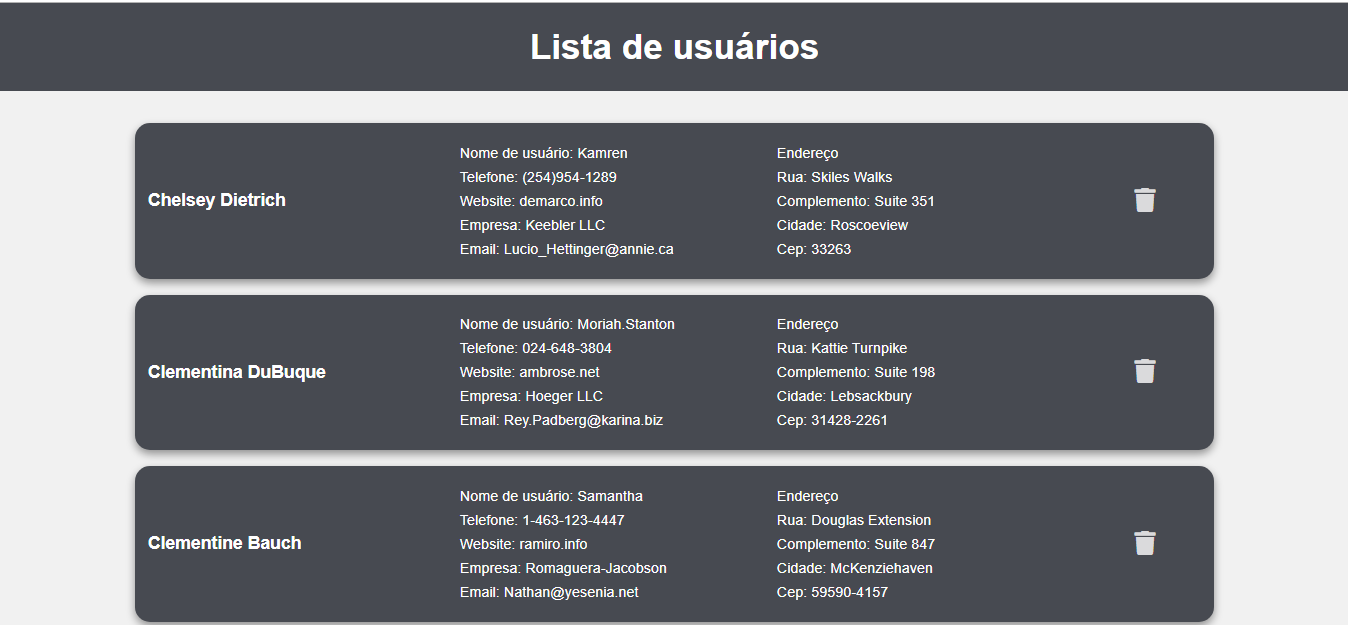 Lista de usuários
Chelsey Dietrich
Nome de usuário: Kamren
Telefone: (254)954-1289
Website: demarco.info
Empresa: Keebler LLC
Email: Lucio_Hettinger@annie.ca
Endereço
Rua: Skiles Walks
Complemento: Suite 351
Cidade: Roscoeview
Cep: 33263
Clementina DuBuque
Nome de usuário: Moriah.Stanton
Telefone: 024-648-3804
Website: ambrose.net
Empresa: Hoeger LLC
Email: Rey.Padberg@karina.biz
Endereço
Rua: Kattie Turnpike
Complemento: Suite 198
Cidade: Lebsackbury
Cep: 31428-2261
Clementine Bauch
Nome de usuário: Samantha
Telefone: 1-463-123-4447
Website: ramiro.info
Empresa: Romaguera-Jacobson
Email: Nathan@yesenia.net
Endereço
Rua: Douglas Extension
Complemento: Suite 847
Cidade: McKenziehaven
Cep: 59590-4157